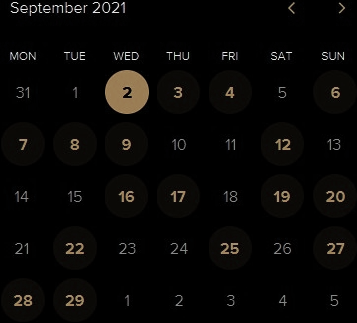 September 2021
MON TUE WED THU FRI SAT SUN
31 1 2 3 4 5 6
7 8 9 10 11 12 13
14 15 16 17 18 19 20
21 22 23 24 25 26 27
28 29 1 2 3 4 5